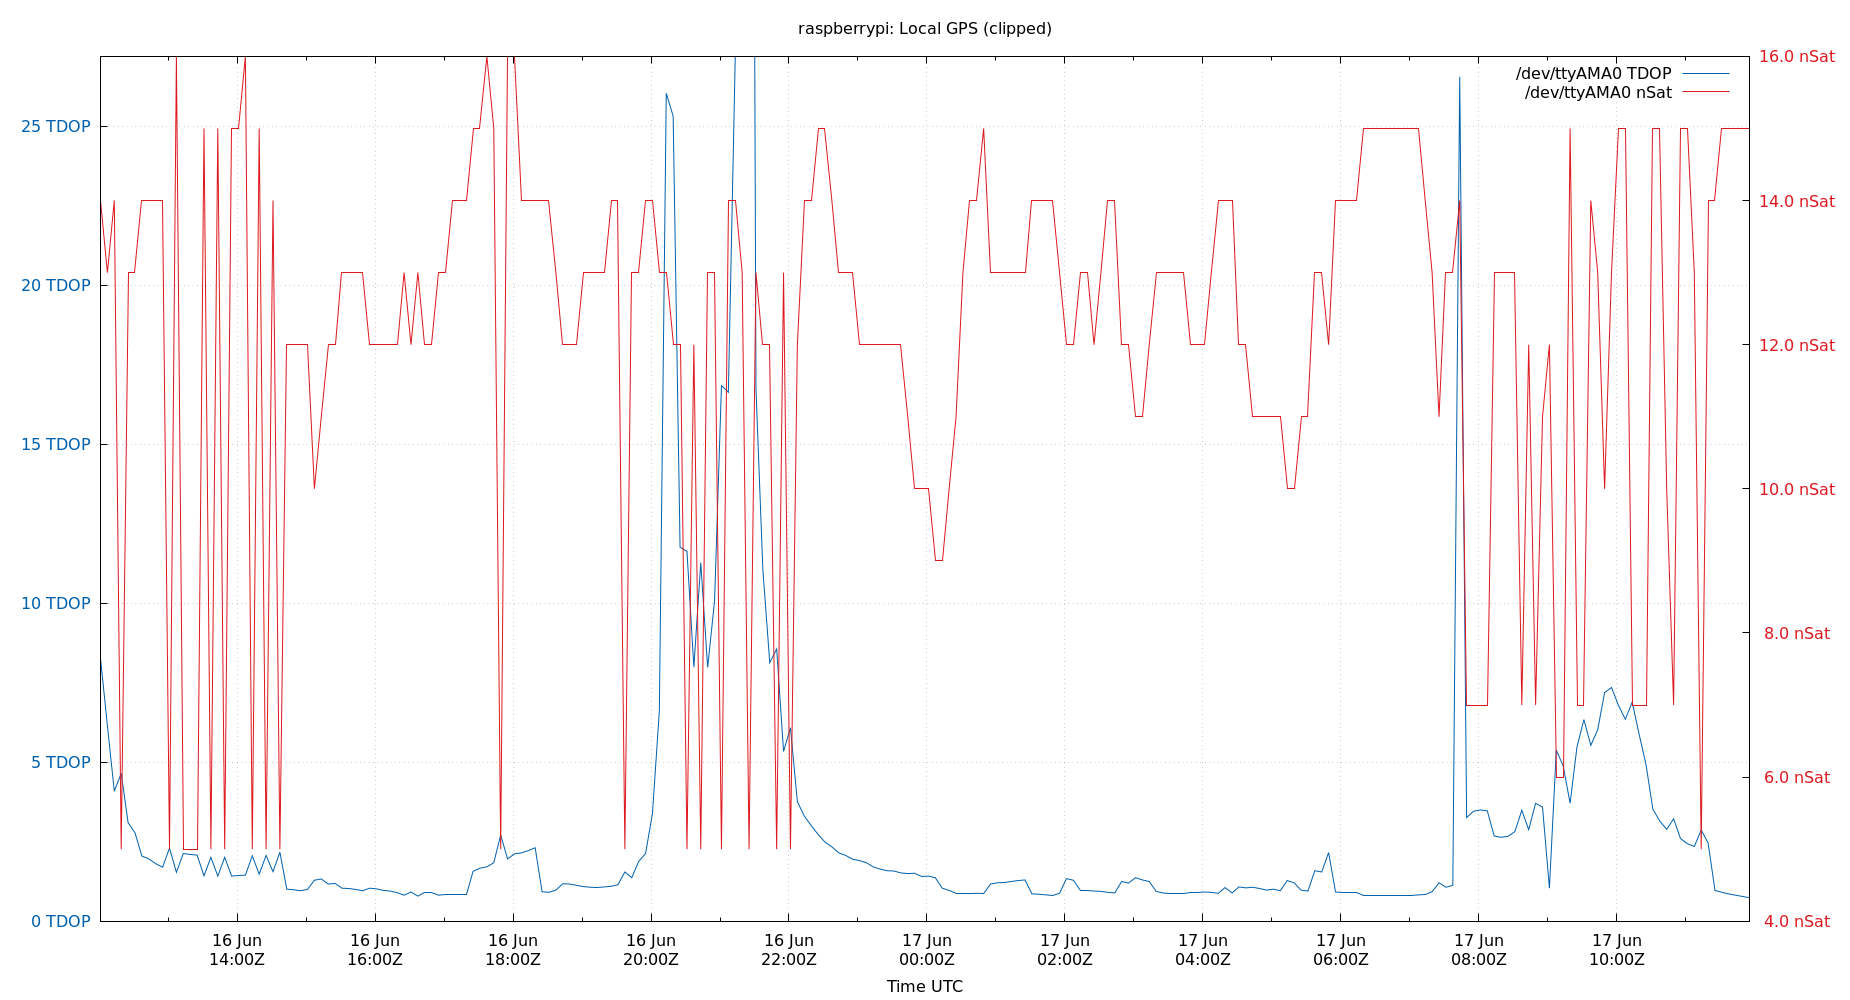 raspberrypi: Local GPS (clipped)
/dev/ttyAMA0 TDOP
/dev/ttyAMA0 nSat
25 TDOP
20 TDOP
15 TDOP
10 TDOP
5 TDOP
0 TDOP
16.0 nSat
14.0 nSat
12.0 nSat
10.0 nSat
8.0 nSat
6.0 nSat
4.0 nSat
16 Jun
14:00Z
16 Jun
16:00Z
16 Jun
18:00Z
16 Jun
20:00Z
16 Jun
22:00Z
17 Jun
00:00Z
17 Jun
02:00Z
17 Jun
04:00Z
17 Jun
06:00Z
17 Jun
08:00Z
17 Jun
10:00Z
Time UTC